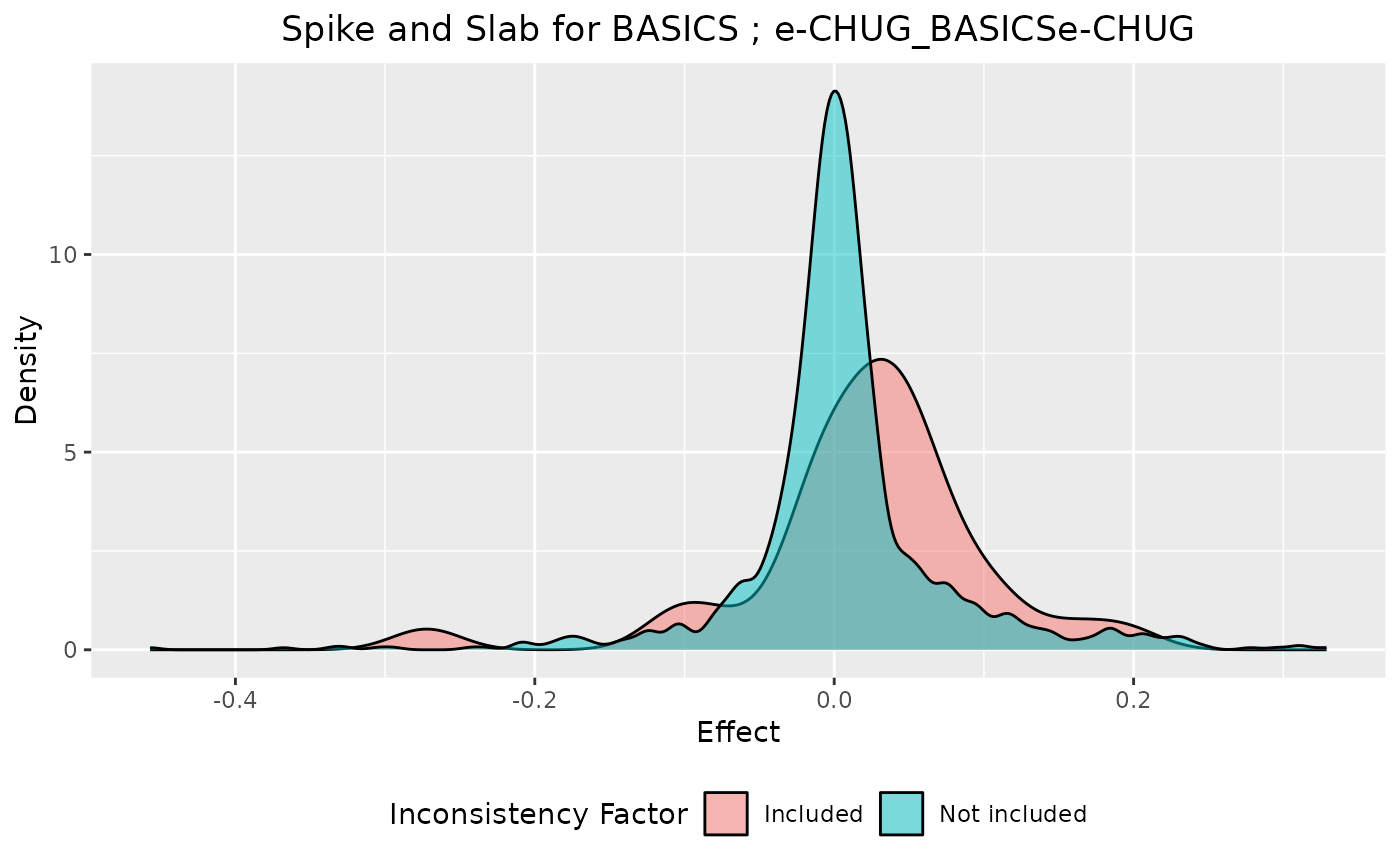 Spike and Slab for BASICS ; e-CHUG_BASICSe-CHUG
Density
10
5
0
-0.4 -0.2 0.0 0.2
Effect
Inconsistency Factor Included Not included